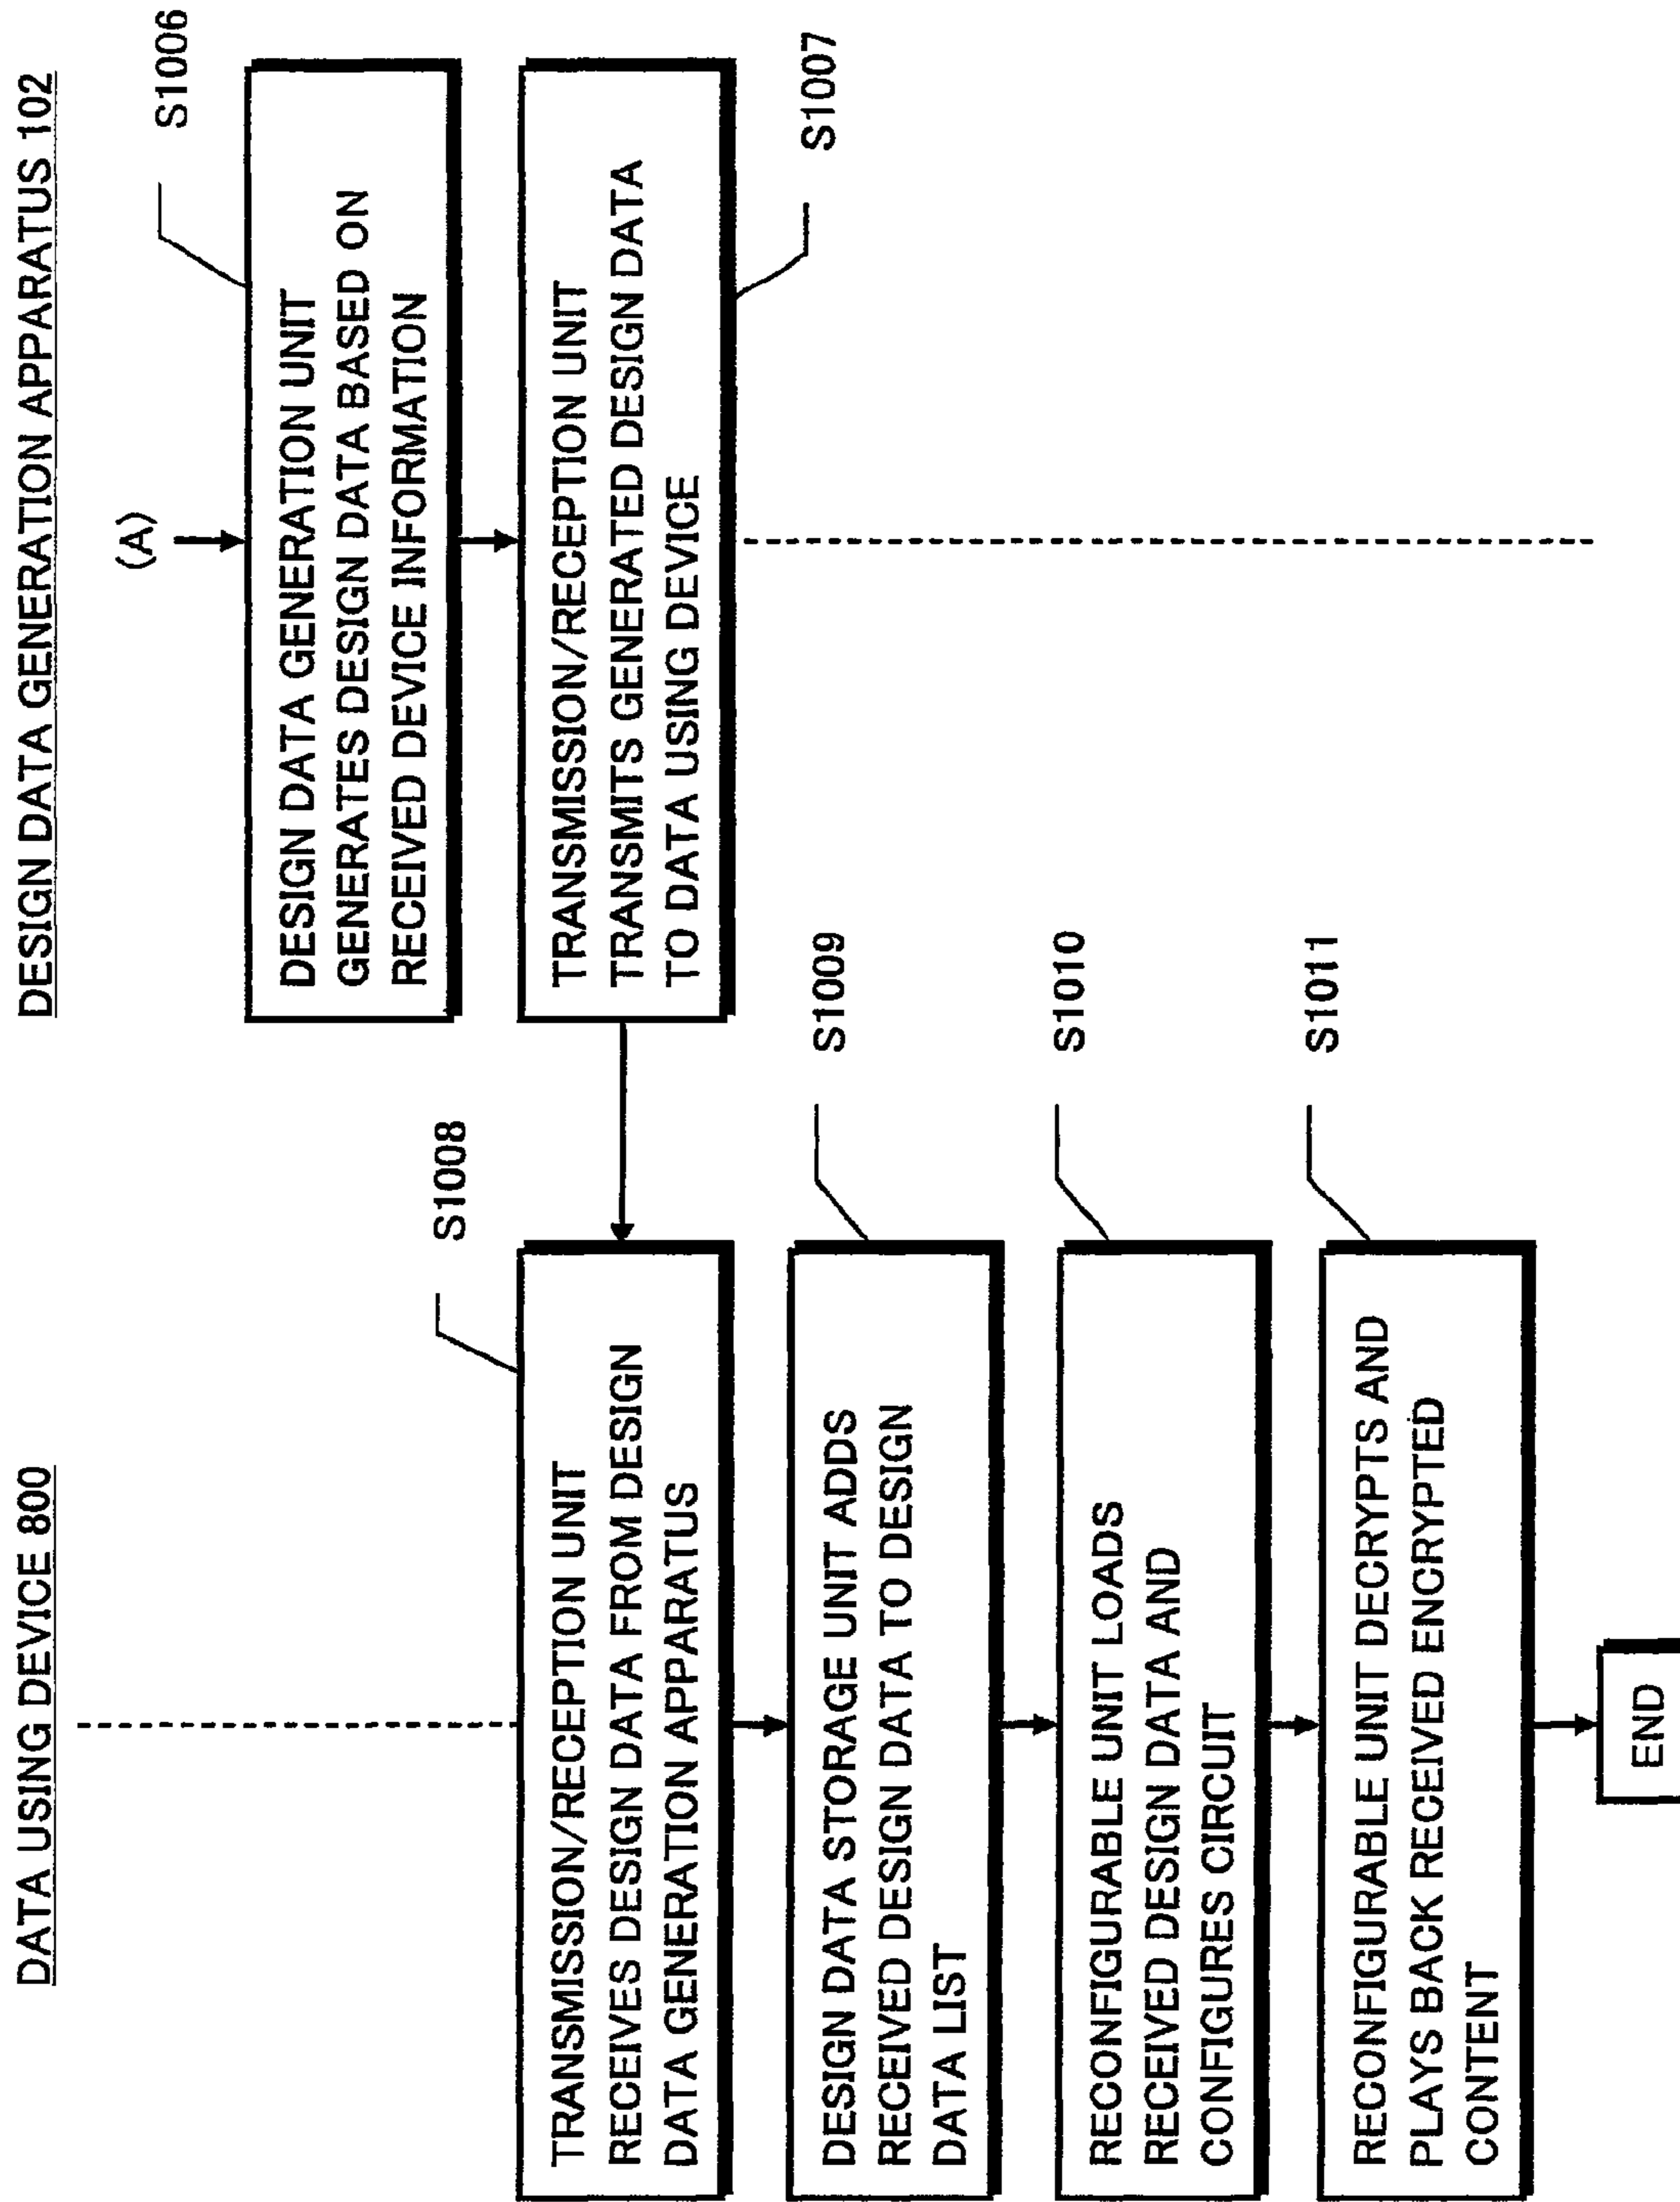 DATA USING DEVICE 800
DESIGN DATA GENERATION APPARATUS 102
(A)
S1006
DESIGN DATA GENERATION UNIT
GENERATES DESIGN DATA BASED ON
RECEIVED DEVICE INFORMATION
S1007
TRANSMISSION/RECEPTION UNIT
TRANSMITS GENERATED DESIGN DATA
TO DATA USING DEVICE
S1008
TRANSMISSION/RECEPTION UNIT
RECEIVES DESIGN DATA FROM DESIGN
DATA GENERATION APPARATUS
S1009
DESIGN DATA STORAGE UNIT ADDS
RECEIVED DESIGN DATA TO DESIGN
DATA LIST
S1010
RECONFIGURABLE UNIT LOADS
RECEIVED DESIGN DATA AND
CONFIGURES CIRCUIT
S1011
RECONFIGURABLE UNIT DECRYPTS AND
PLAYS BACK RECEIVED ENCRYPTED
CONTENT
END